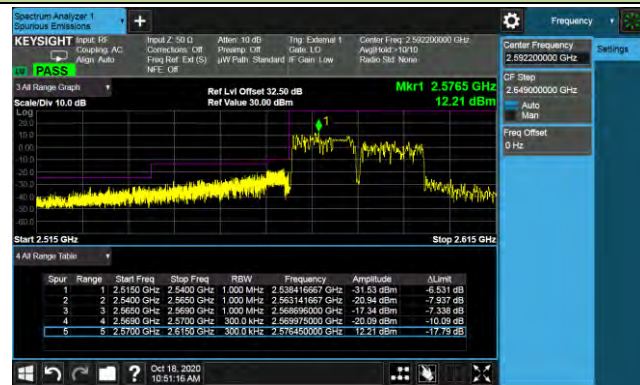 Spectrum Analyzer 1
Spurious Emissions
Frequency
KEYSIGHT Input: RF Input Z: 50 Ω Atten: 10 dB Trig: External 1 Center Freq: 2.592200000 GHz
Coupling: AC Corrections: Off Preamp: Off Gate: LO Avg|Hold:>10/10
Align: Auto Freq Ref: Ext (S) µW Path: Standard IF Gain: Low Radio Std: None
NFE: Off
LXI PASS
Center Frequency
2.592200000 GHz
Settings
CF Step
2.649000000 GHz
Auto
Man
Freq Offset
0 Hz
3 All Range Graph
Ref Lvl Offset 32.50 dB Mkr1 2.5765 GHz
Scale/Div 10.0 dB Ref Value 30.00 dBm 12.21 dBm
Log
20.0
10.0
0.00
-10.0
-20.0
-30.0
-40.0
-50.0
-60.0
1
Start 2.515 GHz Stop 2.615 GHz
4 All Range Table
Spur Range Start Freq Stop Freq RBW Frequency Amplitude ΔLimit
1 1 2.5150 GHz 2.5400 GHz 1.000 MHz 2.538416667 GHz -31.53 dBm -6.531 dB
2 2 2.5400 GHz 2.5650 GHz 1.000 MHz 2.563141667 GHz -20.94 dBm -7.937 dB
3 3 2.5650 GHz 2.5690 GHz 1.000 MHz 2.568696000 GHz -17.34 dBm -7.338 dB
4 4 2.5690 GHz 2.5700 GHz 300.0 kHz 2.569975000 GHz -20.09 dBm -10.09 dB
5 5 2.5700 GHz 2.6150 GHz 300.0 kHz 2.576450000 GHz 12.21 dBm -17.79 dB
Oct 18, 2020
10:51:16 AM